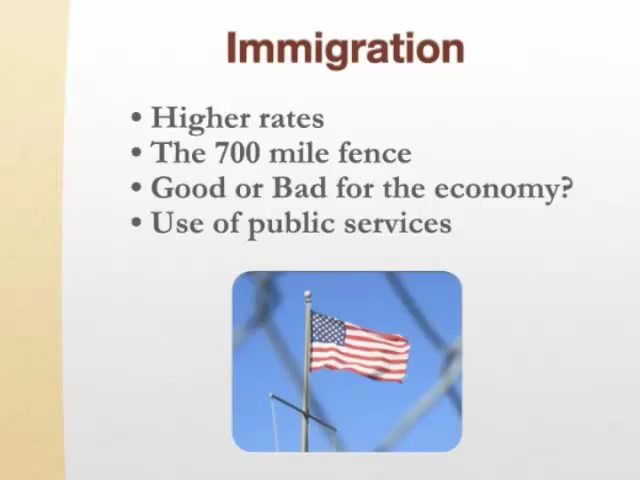 Immigration
• Higher rates
• The 700 mile fence
• Good or Bad for the economy?
• Use of public services